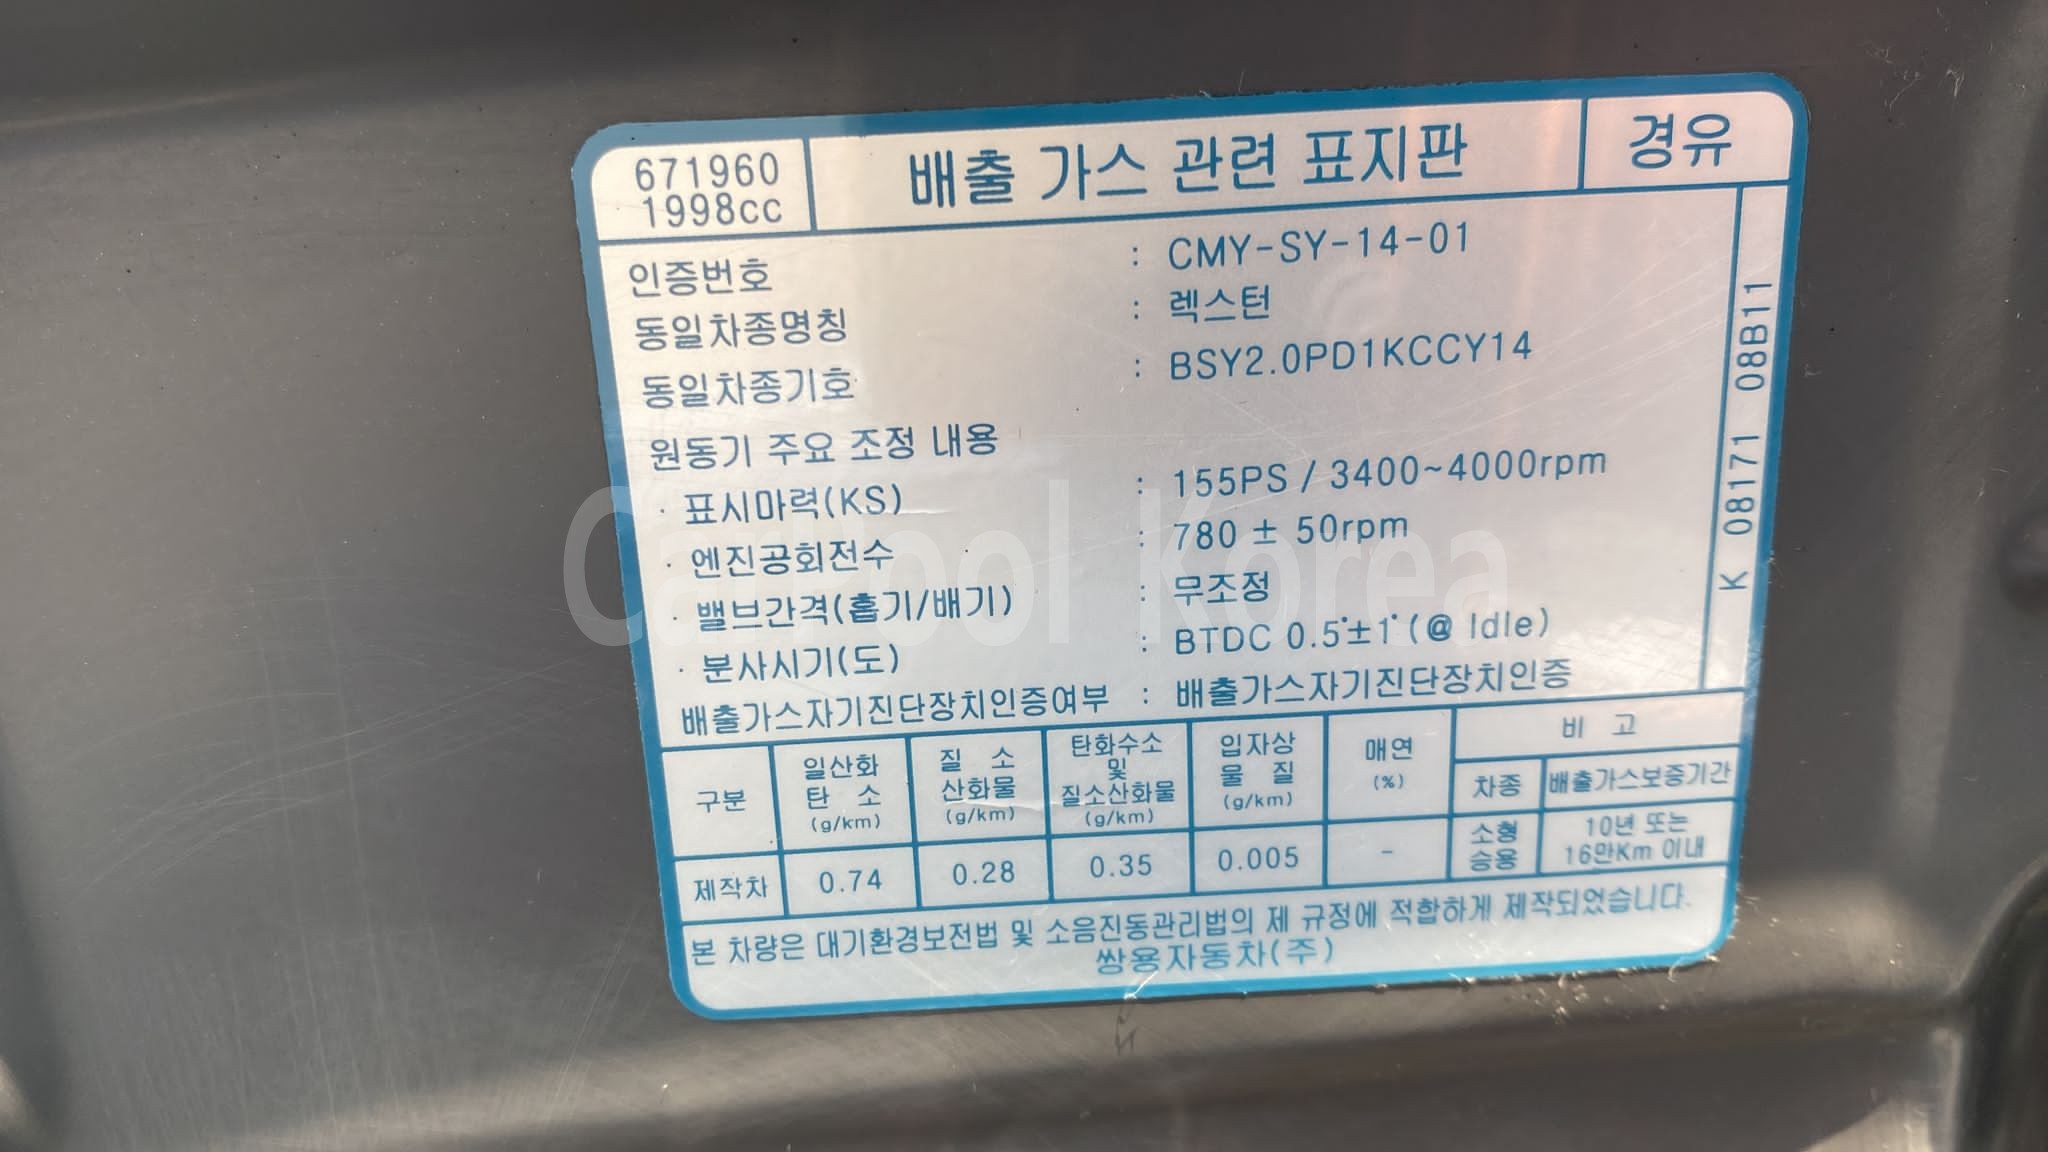 671960
1998cc
배출 가스 관련 표지판
경유
인증번호 : CMY-SY-14-01
동일차종명칭 : 렉스턴
동일차종기호 : BSY2.0PD1KCCY14
원동기 주요 조정 내용
· 표시마력(KS) : 155PS / 3400~4000rpm
· 엔진공회전수 : 780 ± 50rpm
· 밸브간격(흡기/배기) : 무조정
· 분사시기(도) : BTDC 0.5°±1° (@ Idle)
배출가스자기진단장치인증여부 : 배출가스자기진단장치인증
K 08171 08B11
구분 일산화탄소 (g/km) 질소산화물 (g/km) 탄화수소 및 질소산화물 (g/km) 입자상물질 (g/km) 매연 (%) 비고
차종 배출가스보증기간
제작차 0.74 0.28 0.35 0.005 - 소형승용 10년 또는 16만Km 이내
본 차량은 대기환경보전법 및 소음진동관리법의 제 규정에 적합하게 제작되었습니다.
쌍용자동차(주)
CarPool Korea